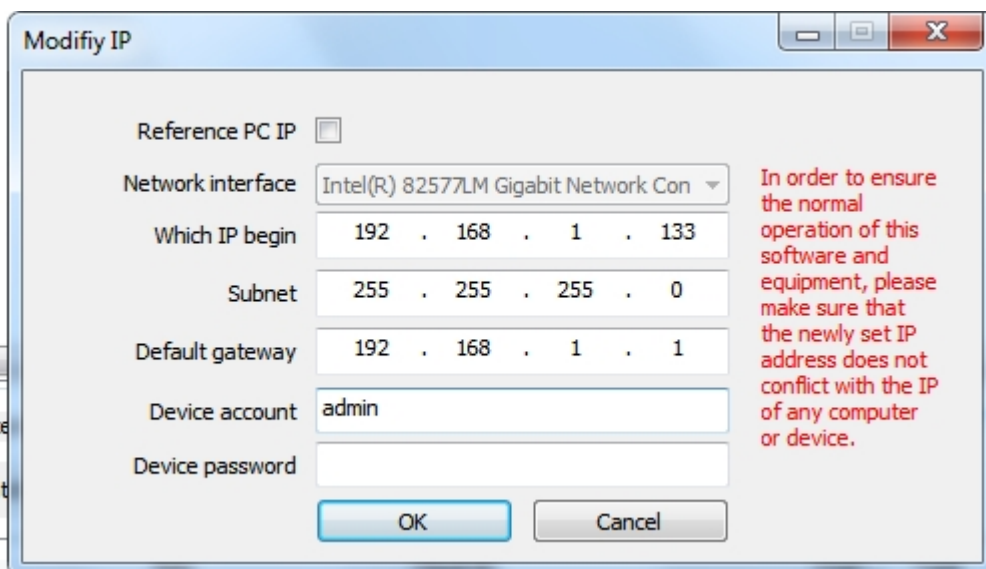 Modifiy IP
Reference PC IP
Network interface Intel(R) 82577LM Gigabit Network Con
Which IP begin 192 . 168 . 1 . 133
Subnet 255 . 255 . 255 . 0
Default gateway 192 . 168 . 1 . 1
Device account admin
Device password
OK Cancel
In order to ensure
the normal
operation of this
software and
equipment, please
make sure that
the newly set IP
address does not
conflict with the IP
of any computer
or device.